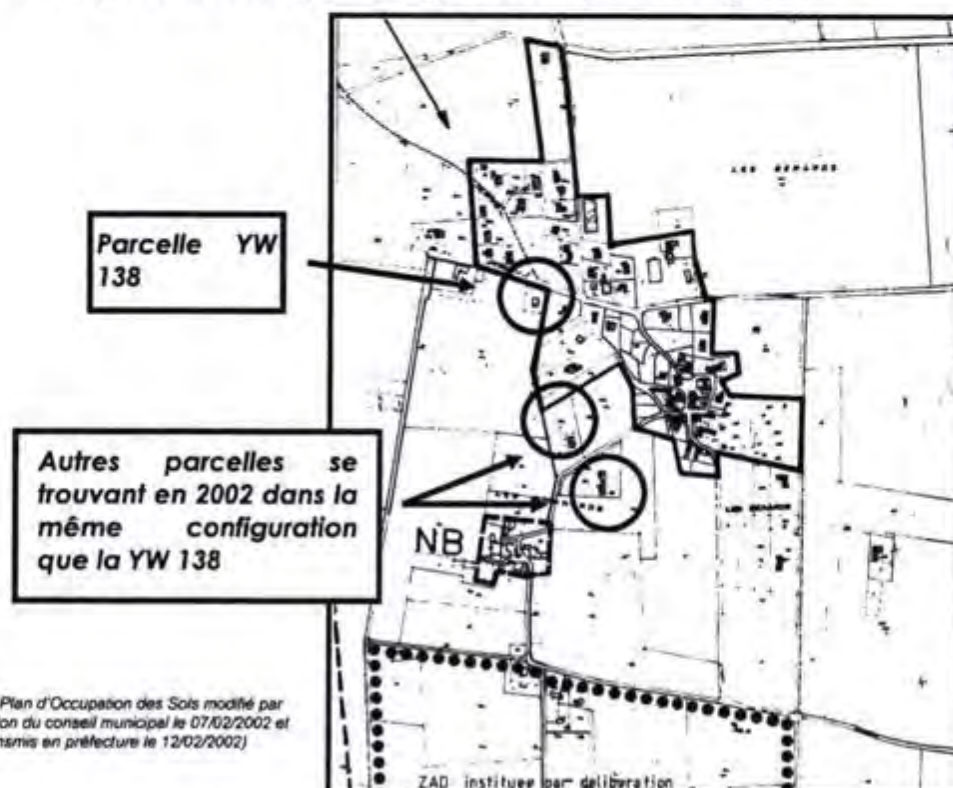 LES GEMARDS
Parcelle YW
138
Autres parcelles se
trouvant en 2002 dans la
même configuration
que la YW 138
NB
Plan d'Occupation des Sols modifié par
on du conseil municipal le 07/02/2002 et
nsmis en préfecture le 12/02/2002)
ZAD instituee par deliberation